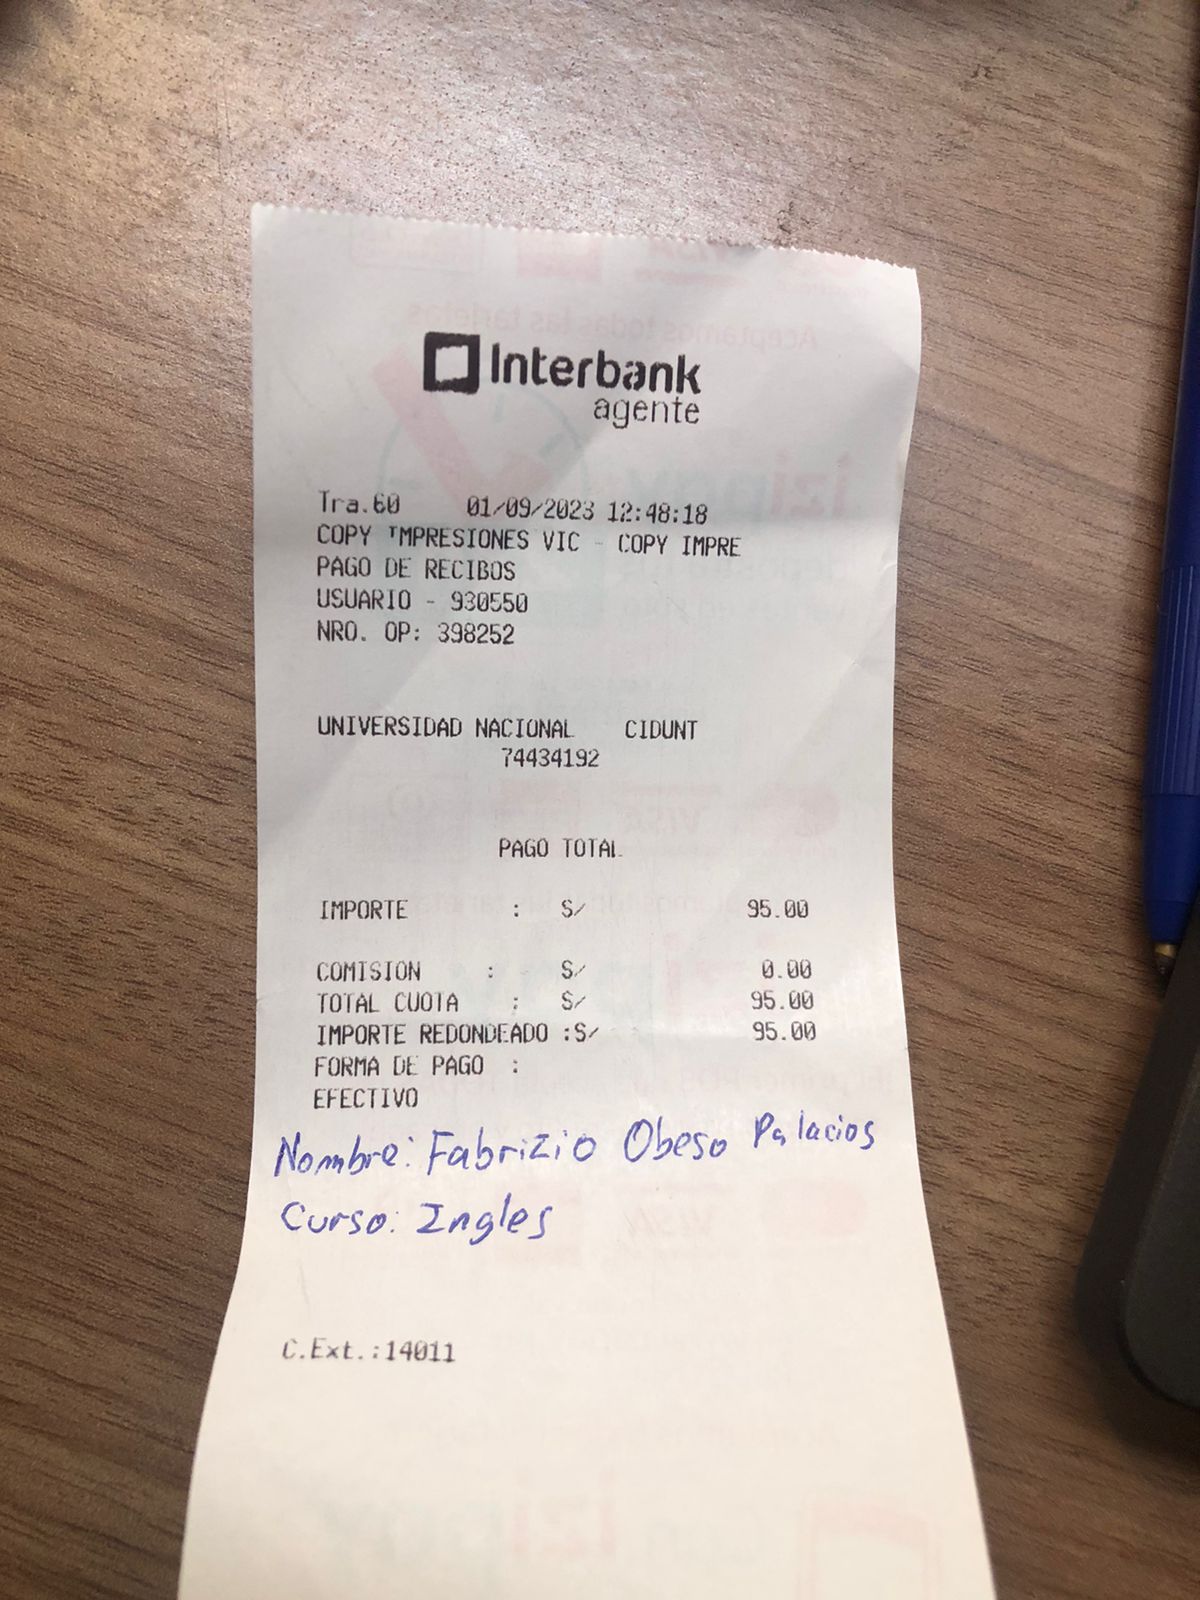 Interbank
agente
Tra.60 01/09/2023 12:48:18
COPY IMPRESIONES VIC - COPY IMPRE
PAGO DE RECIBOS
USUARIO - 930550
NRO. OP: 398252
UNIVERSIDAD NACIONAL CIDUNT
74434192
PAGO TOTAL
IMPORTE : S/ 95.00
COMISION : S/ 0.00
TOTAL CUOTA : S/ 95.00
IMPORTE REDONDEADO :S/ 95.00
FORMA DE PAGO :
EFECTIVO
Nombre: Fabrizio Obeso Palacios
Curso: Ingles
C.Ext.:14011